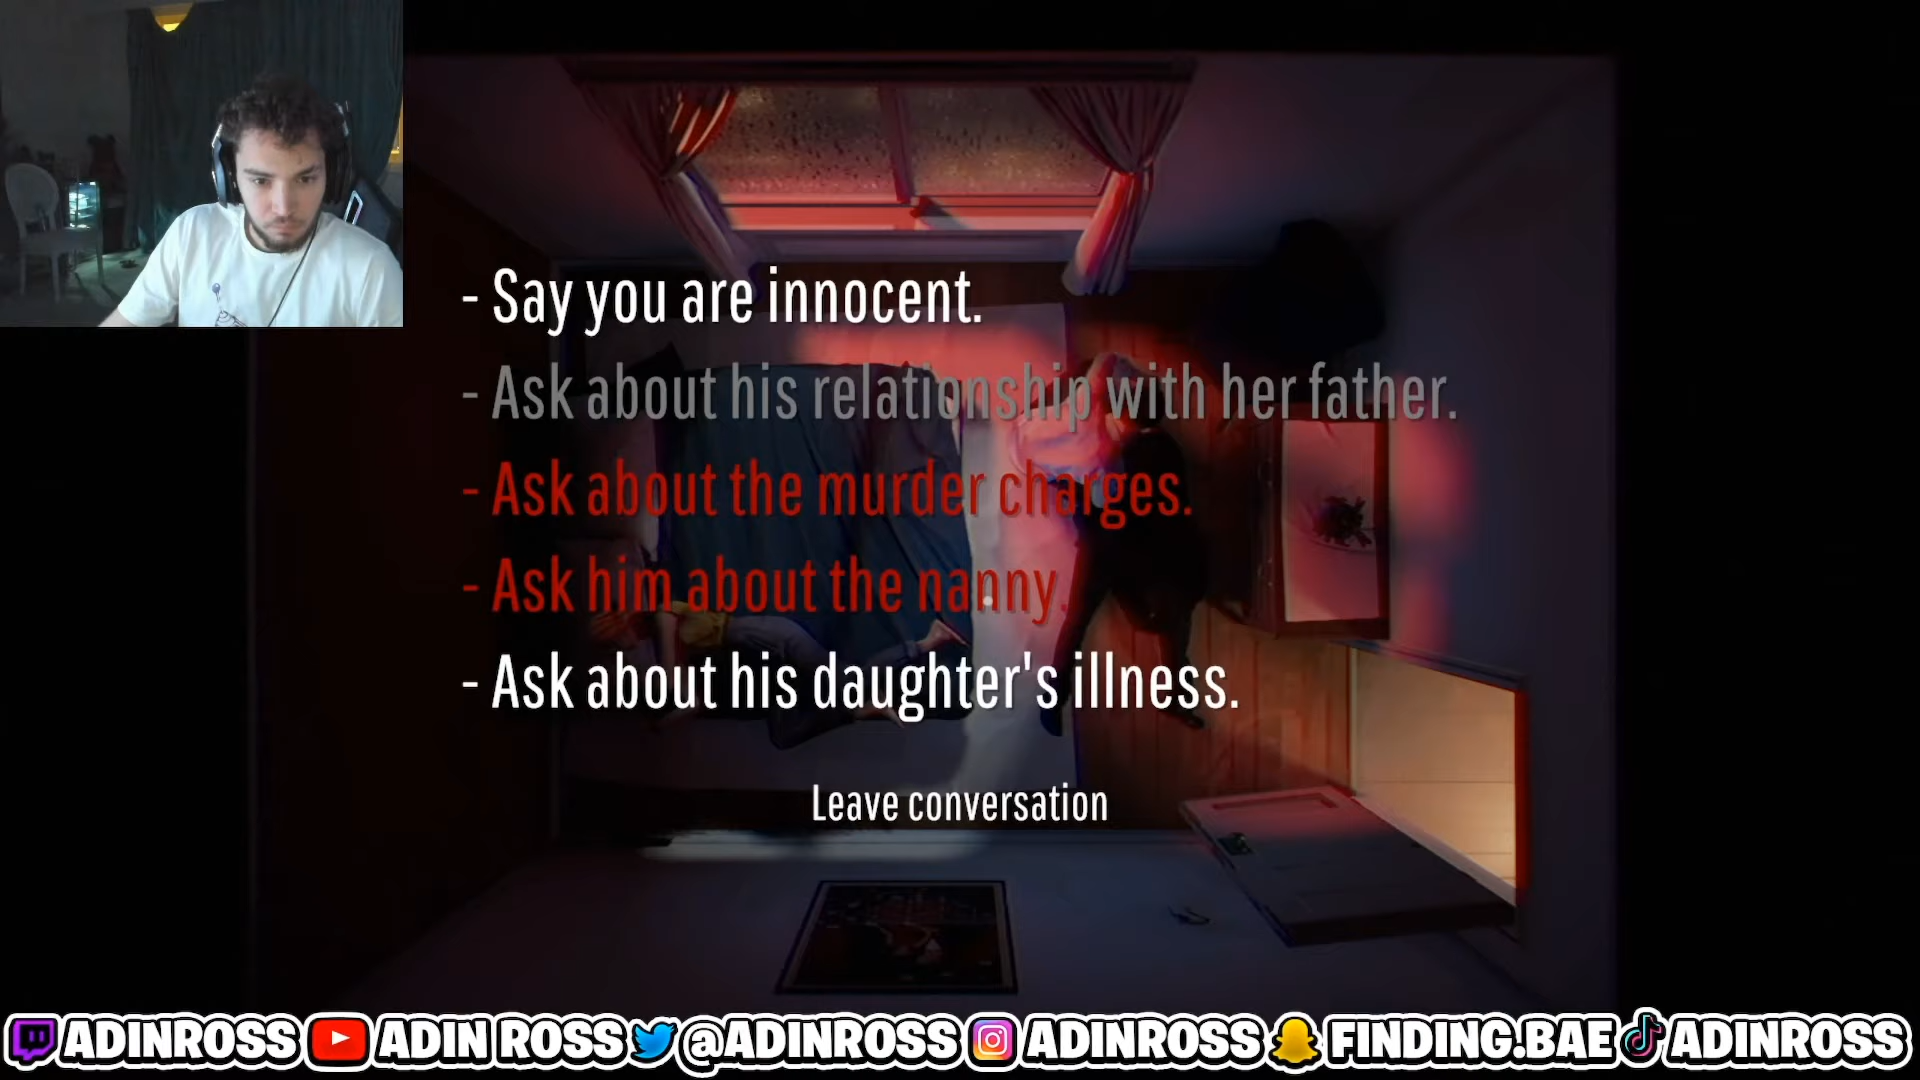 - Say you are innocent.
- Ask about his relationship with her father.
- Ask about the murder charges.
- Ask him about the nanny.
- Ask about his daughter's illness.
Leave conversation
ADINROSS ADIN ROSS @ADINROSS ADINROSS FINDING.BAE ADINROSS